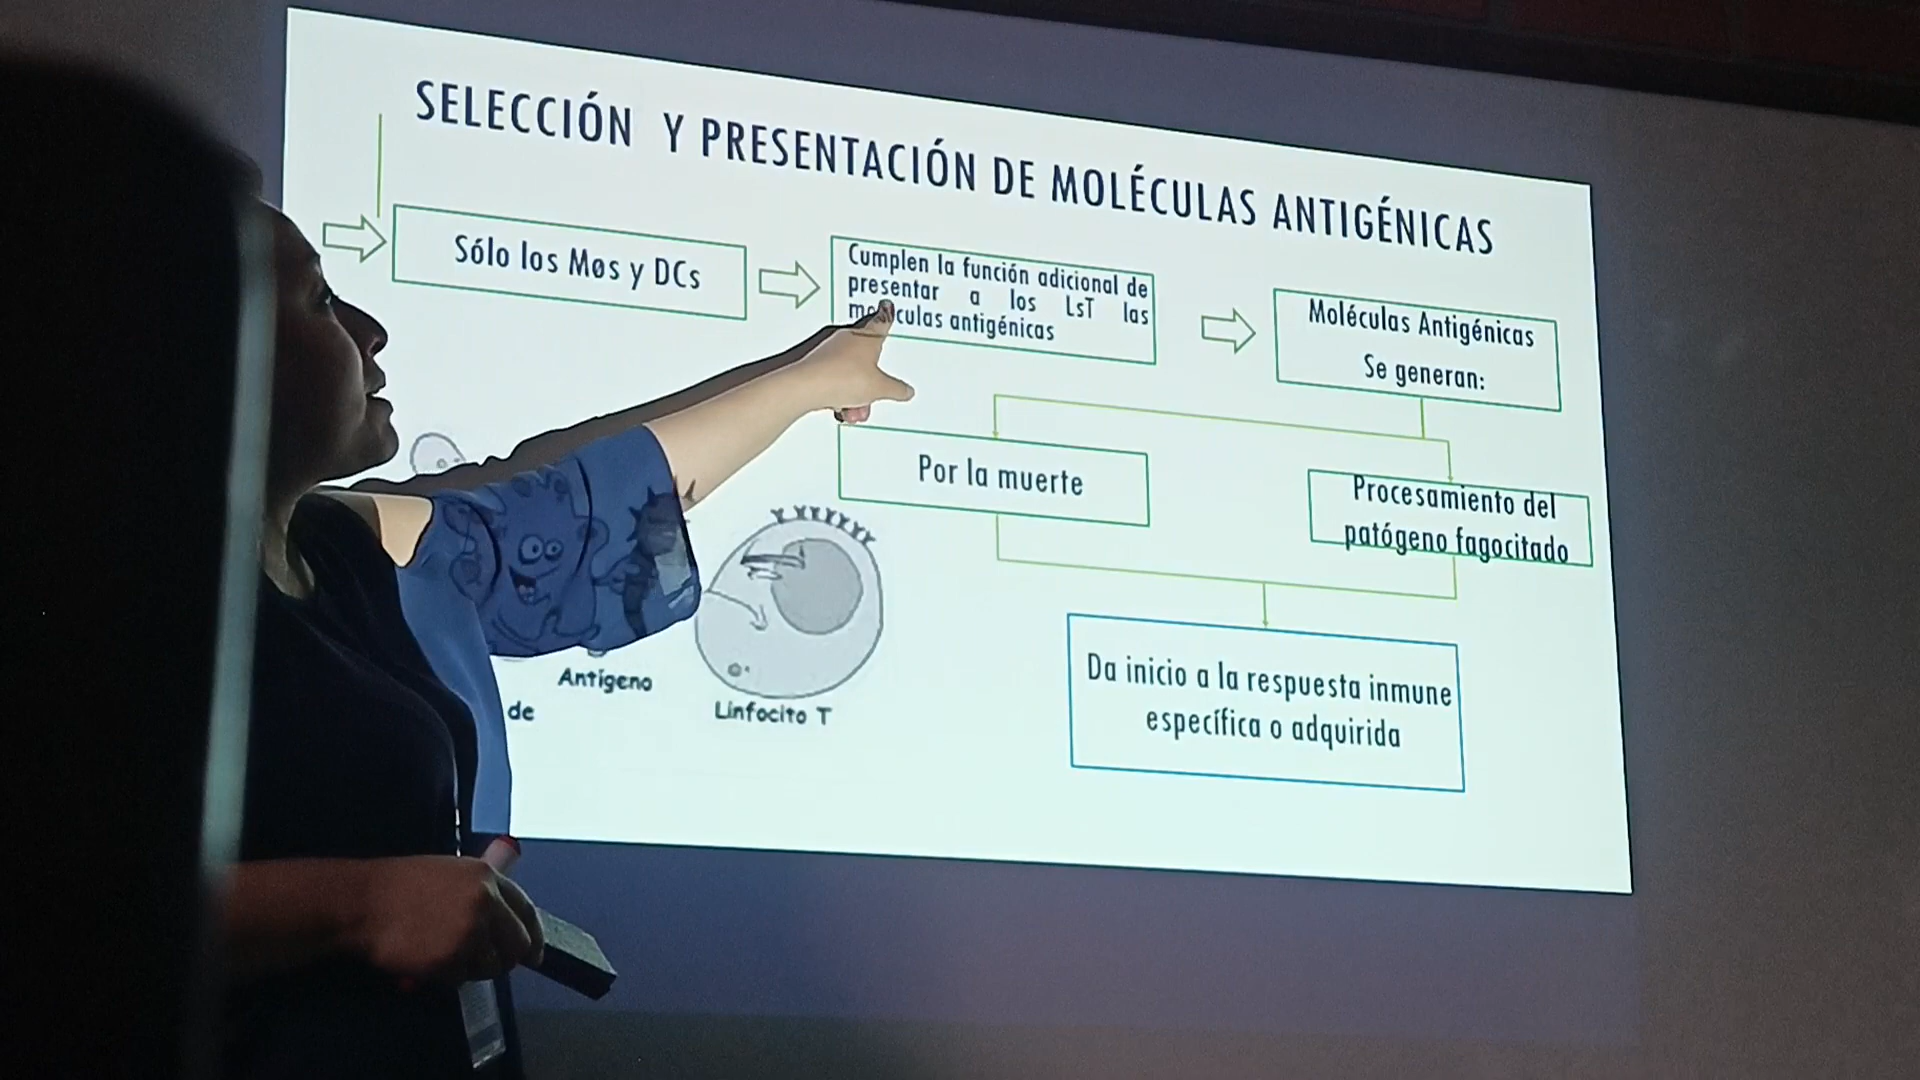 SELECCIÓN Y PRESENTACIÓN DE MOLÉCULAS ANTIGÉNICAS
Sólo los Møs y DCs
Cumplen la función adicional de
presentar a los LsT las
moléculas antigénicas
Moléculas Antigénicas
Se generan:
Por la muerte
Procesamiento del
patógeno fagocitado
Da inicio a la respuesta inmune
específica o adquirida
Antígeno
de
Linfocito T